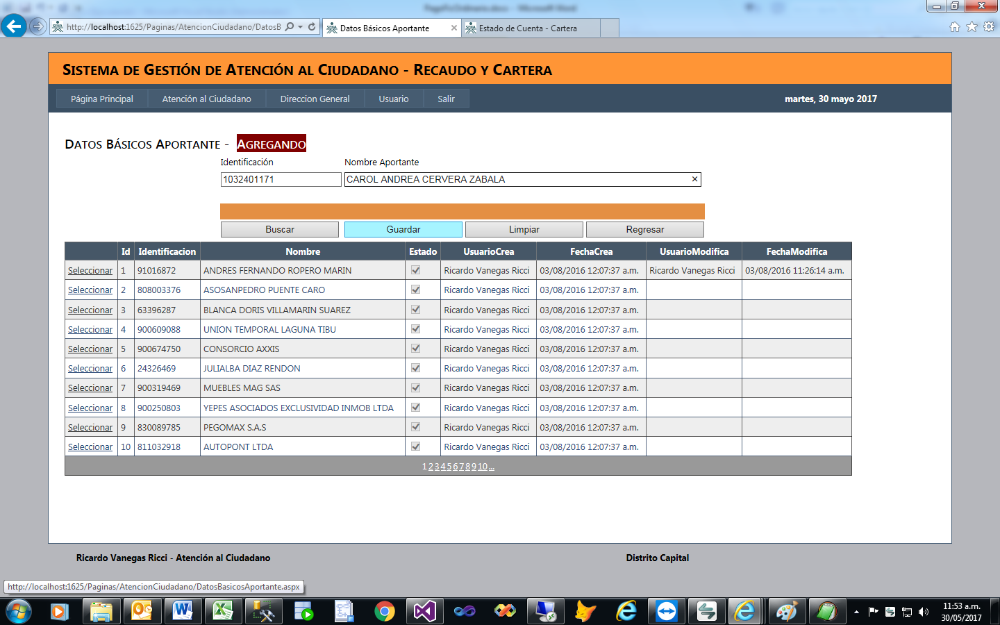 PagoPorOrdinario.docx - Microsoft Word
http://localhost:1625/Paginas/AtencionCiudadano/DatosB
Datos Básicos Aportante
Estado de Cuenta - Cartera
SISTEMA DE GESTIÓN DE ATENCIÓN AL CIUDADANO - RECAUDO Y CARTERA
Página Principal Atención al Ciudadano Direccion General Usuario Salir martes, 30 mayo 2017
DATOS BÁSICOS APORTANTE - AGREGANDO
Identificación Nombre Aportante
1032401171 CAROL ANDREA CERVERA ZABALA
Buscar Guardar Limpiar Regresar
Id Identificacion Nombre Estado UsuarioCrea FechaCrea UsuarioModifica FechaModifica
Seleccionar 1 91016872 ANDRES FERNANDO ROPERO MARIN Ricardo Vanegas Ricci 03/08/2016 12:07:37 a.m. Ricardo Vanegas Ricci 03/08/2016 11:26:14 a.m.
Seleccionar 2 808003376 ASOSANPEDRO PUENTE CARO Ricardo Vanegas Ricci 03/08/2016 12:07:37 a.m.
Seleccionar 3 63396287 BLANCA DORIS VILLAMARIN SUAREZ Ricardo Vanegas Ricci 03/08/2016 12:07:37 a.m.
Seleccionar 4 900609088 UNION TEMPORAL LAGUNA TIBU Ricardo Vanegas Ricci 03/08/2016 12:07:37 a.m.
Seleccionar 5 900674750 CONSORCIO AXXIS Ricardo Vanegas Ricci 03/08/2016 12:07:37 a.m.
Seleccionar 6 24326469 JULIALBA DIAZ RENDON Ricardo Vanegas Ricci 03/08/2016 12:07:37 a.m.
Seleccionar 7 900319469 MUEBLES MAG SAS Ricardo Vanegas Ricci 03/08/2016 12:07:37 a.m.
Seleccionar 8 900250803 YEPES ASOCIADOS EXCLUSIVIDAD INMOB LTDA Ricardo Vanegas Ricci 03/08/2016 12:07:37 a.m.
Seleccionar 9 830089785 PEGOMAX S.A.S Ricardo Vanegas Ricci 03/08/2016 12:07:37 a.m.
Seleccionar 10 811032918 AUTOPONT LTDA Ricardo Vanegas Ricci 03/08/2016 12:07:37 a.m.
1 2 3 4 5 6 7 8 9 10 ...
Ricardo Vanegas Ricci - Atención al Ciudadano Distrito Capital
http://localhost:1625/Paginas/AtencionCiudadano/DatosBasicosAportante.aspx
11:53 a.m.
30/05/2017